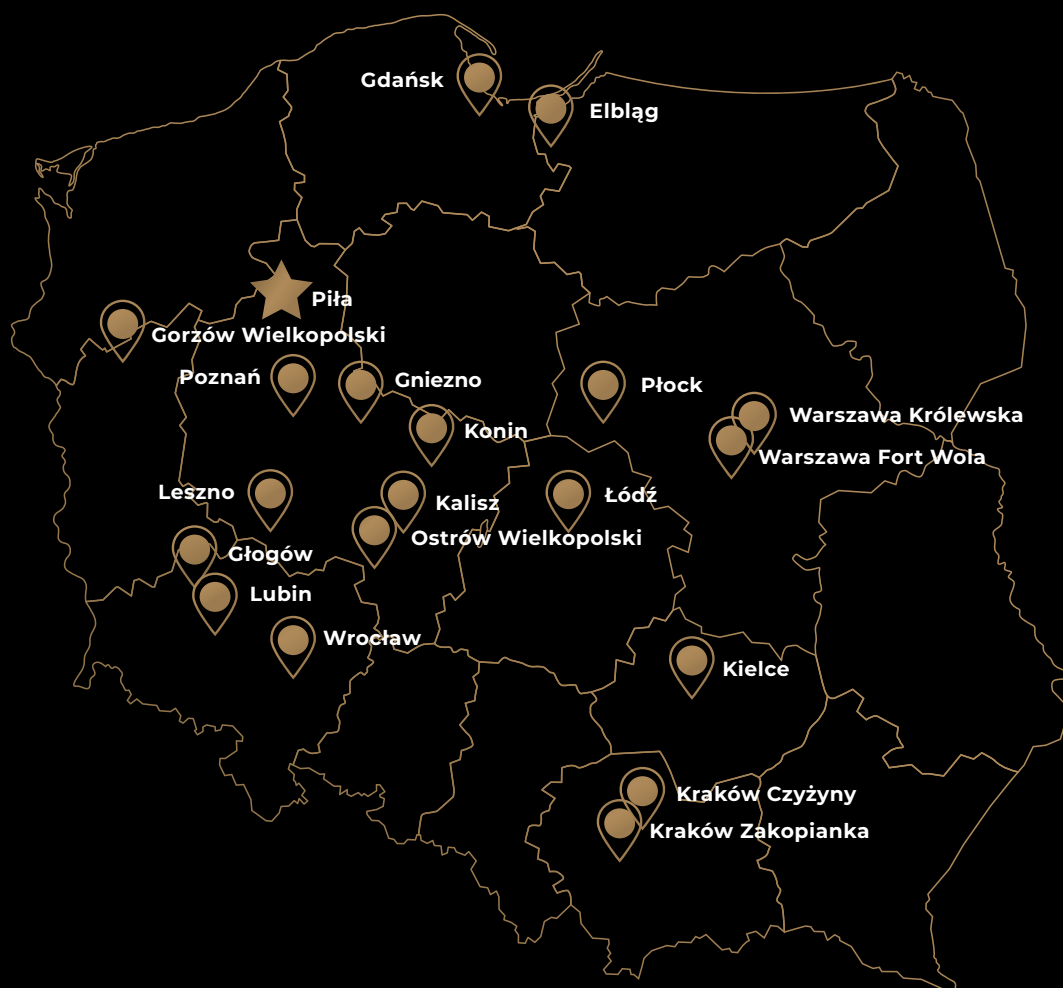 Gdańsk
Elbląg
Piła
Gorzów Wielkopolski
Poznań
Gniezno
Płock
Warszawa Królewska
Konin
Warszawa Fort Wola
Leszno
Kalisz
Łódź
Ostrów Wielkopolski
Głogów
Lubin
Wrocław
Kielce
Kraków Czyżyny
Kraków Zakopianka